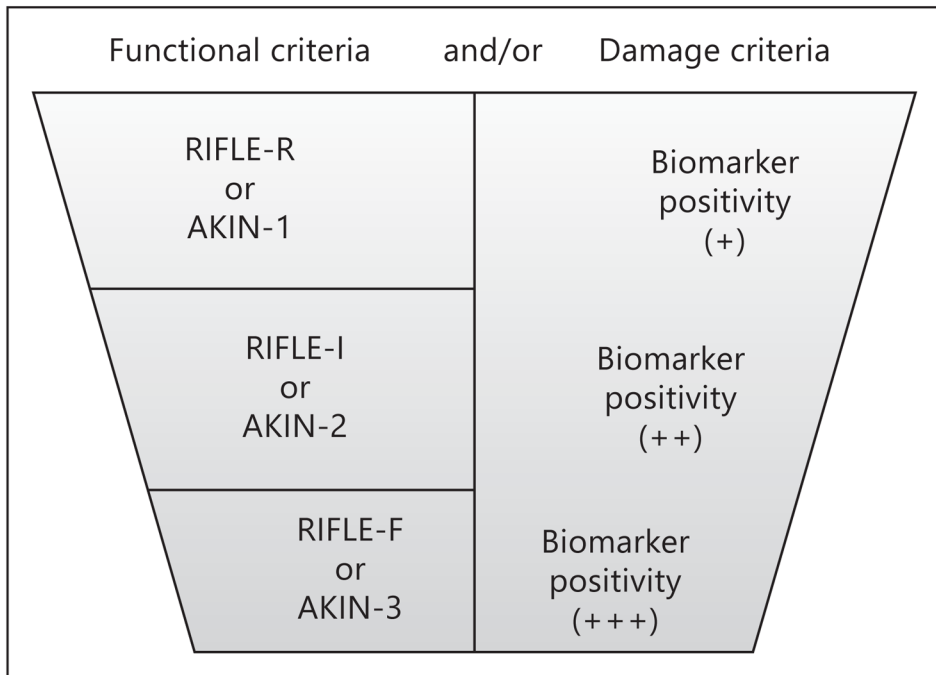 Functional criteria and/or Damage criteria
RIFLE-R
or
AKIN-1
Biomarker
positivity
(+)
RIFLE-I
or
AKIN-2
Biomarker
positivity
(++)
RIFLE-F
or
AKIN-3
Biomarker
positivity
(+++)